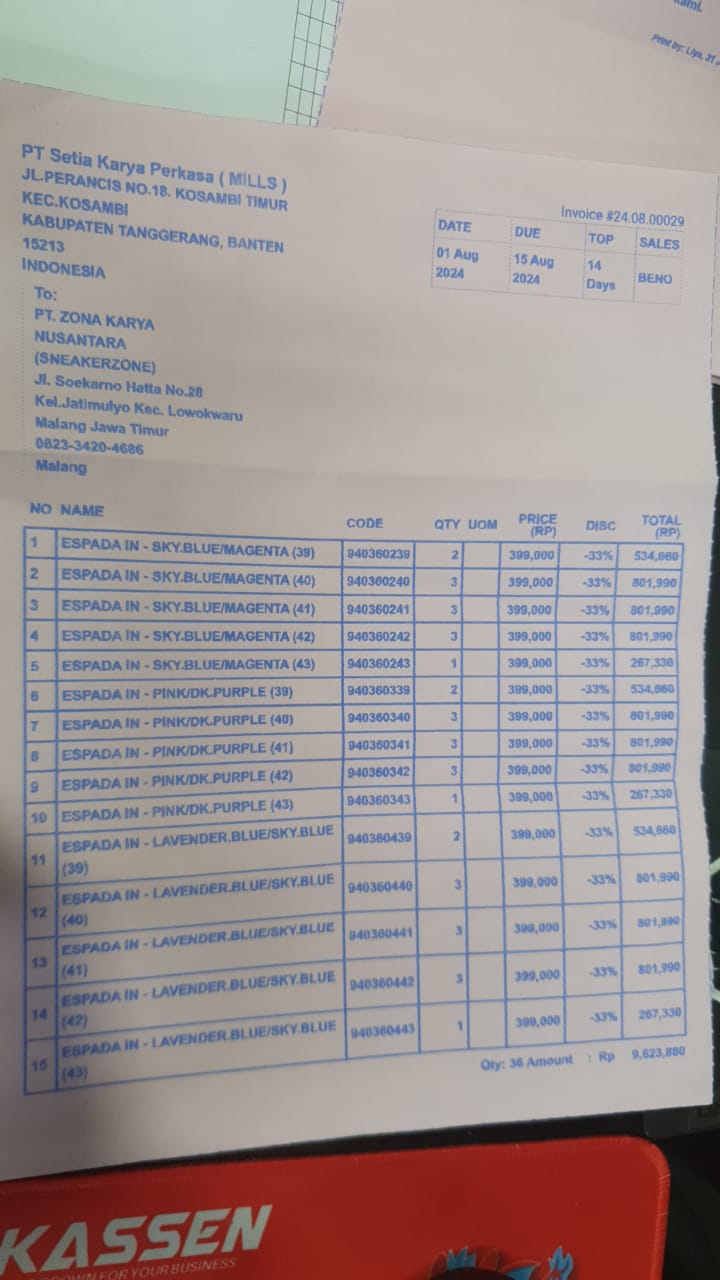 kami.
Print by: Liya, 31 J
PT Setia Karya Perkasa ( MILLS )
JL.PERANCIS NO.18. KOSAMBI TIMUR
KEC.KOSAMBI
KABUPATEN TANGGERANG, BANTEN
15213
INDONESIA
Invoice #24.08.00029
DATE DUE TOP SALES
01 Aug 2024 15 Aug 2024 14 Days BENO
To:
PT. ZONA KARYA
NUSANTARA
(SNEAKERZONE)
Jl. Soekarno Hatta No.28
Kel.Jatimulyo Kec. Lowokwaru
Malang Jawa Timur
0823-3420-4686
Malang
NO NAME CODE QTY UOM PRICE (RP) DISC TOTAL (RP)
1 ESPADA IN - SKY.BLUE/MAGENTA (39) 940360239 2 399,000 -33% 534,660
2 ESPADA IN - SKY.BLUE/MAGENTA (40) 940360240 3 399,000 -33% 801,990
3 ESPADA IN - SKY.BLUE/MAGENTA (41) 940360241 3 399,000 -33% 801,990
4 ESPADA IN - SKY.BLUE/MAGENTA (42) 940360242 3 399,000 -33% 801,990
5 ESPADA IN - SKY.BLUE/MAGENTA (43) 940360243 1 399,000 -33% 267,330
6 ESPADA IN - PINK/DK.PURPLE (39) 940360339 2 399,000 -33% 534,660
7 ESPADA IN - PINK/DK.PURPLE (40) 940360340 3 399,000 -33% 801,990
8 ESPADA IN - PINK/DK.PURPLE (41) 940360341 3 399,000 -33% 801,990
9 ESPADA IN - PINK/DK.PURPLE (42) 940360342 3 399,000 -33% 801,990
10 ESPADA IN - PINK/DK.PURPLE (43) 940360343 1 399,000 -33% 267,330
11 ESPADA IN - LAVENDER.BLUE/SKY.BLUE (39) 940360439 2 399,000 -33% 534,660
12 ESPADA IN - LAVENDER.BLUE/SKY.BLUE (40) 940360440 3 399,000 -33% 801,990
13 ESPADA IN - LAVENDER.BLUE/SKY.BLUE (41) 940360441 3 399,000 -33% 801,990
14 ESPADA IN - LAVENDER.BLUE/SKY.BLUE (42) 940360442 3 399,000 -33% 801,990
15 ESPADA IN - LAVENDER.BLUE/SKY.BLUE (43) 940360443 1 399,000 -33% 267,330
Qty: 36 Amount : Rp 9,623,880
KASSEN
DOWN FOR YOUR BUSINESS